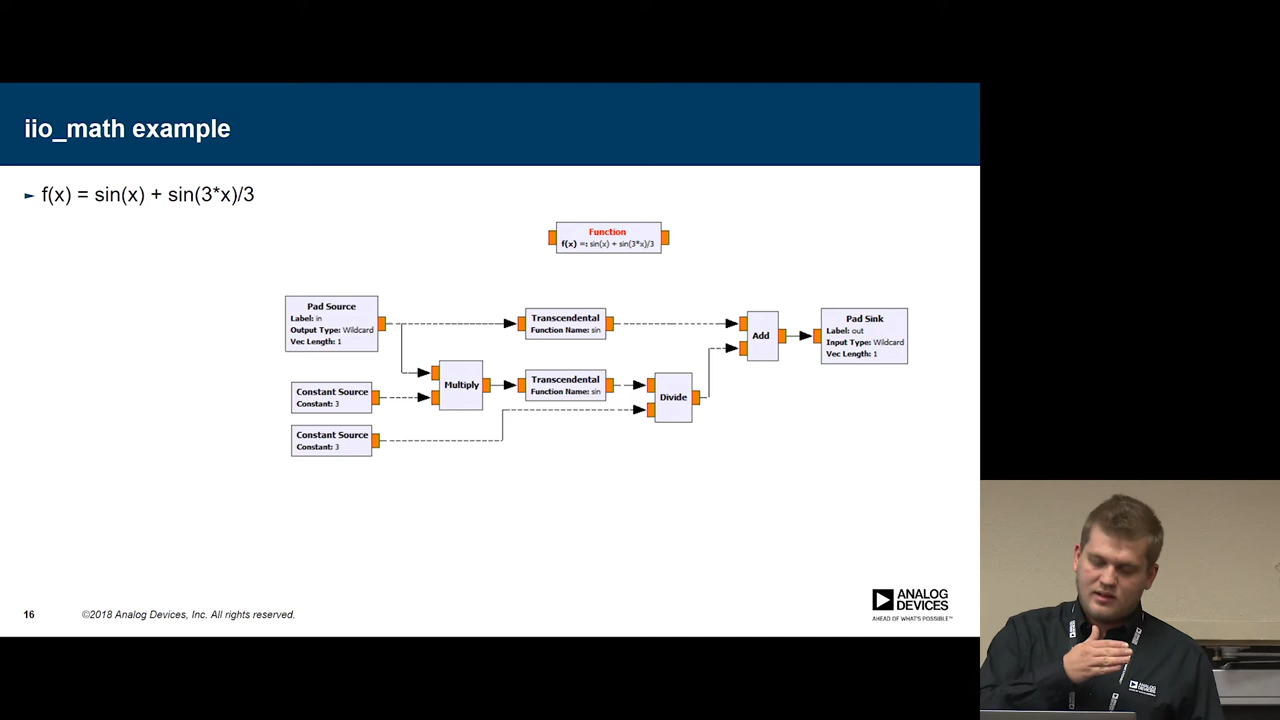 iio_math example
► f(x) = sin(x) + sin(3*x)/3
Function
f(x) =: sin(x) + sin(3*x)/3
Pad Source
Label: in
Output Type: Wildcard
Vec Length: 1
Transcendental
Function Name: sin
Add
Pad Sink
Label: out
Input Type: Wildcard
Vec Length: 1
Constant Source
Constant: 3
Multiply
Transcendental
Function Name: sin
Divide
Constant Source
Constant: 3
16
©2018 Analog Devices, Inc. All rights reserved.
ANALOG
DEVICES
AHEAD OF WHAT'S POSSIBLE™
ANALOG
DEVICES